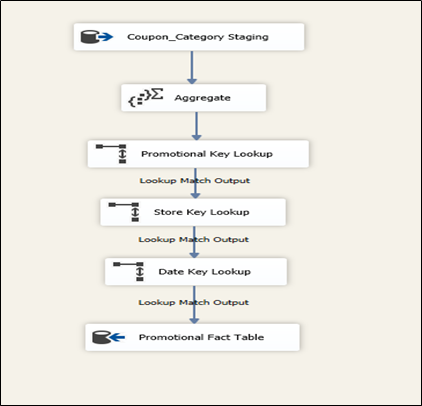 Coupon_Category Staging
Aggregate
Promotional Key Lookup
Lookup Match Output
Store Key Lookup
Lookup Match Output
Date Key Lookup
Lookup Match Output
Promotional Fact Table